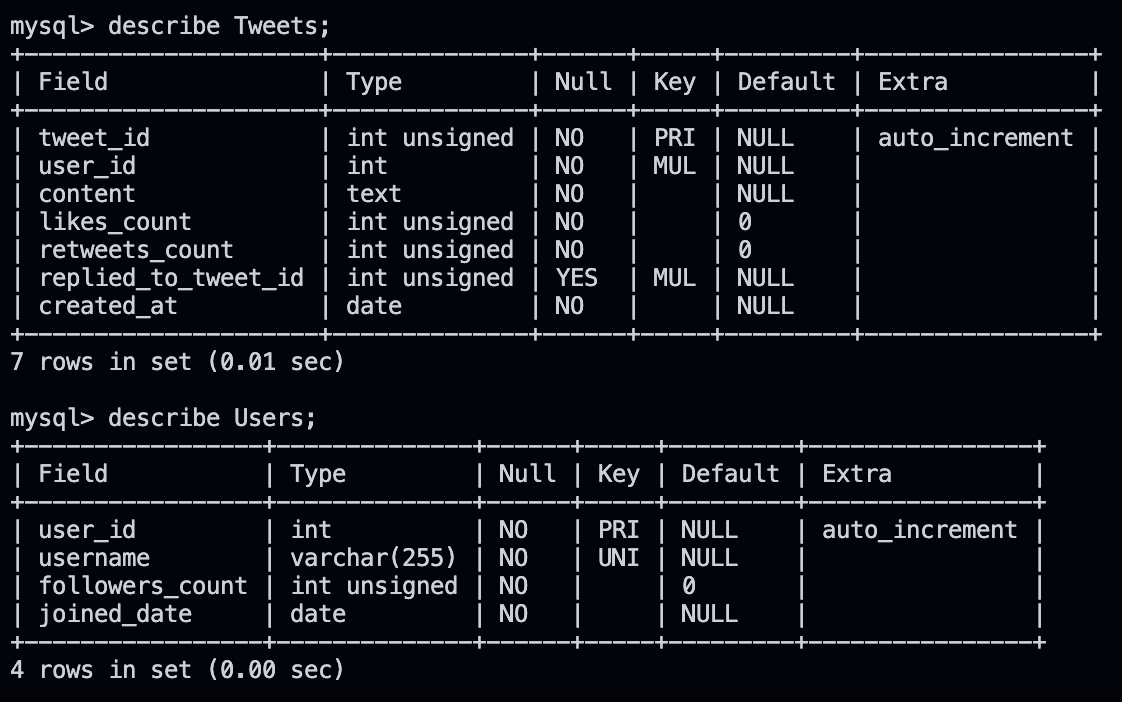 mysql> describe Tweets;
+----------------------+--------------+------+-----+---------+----------------+
| Field                | Type         | Null | Key | Default | Extra          |
+----------------------+--------------+------+-----+---------+----------------+
| tweet_id             | int unsigned | NO   | PRI | NULL    | auto_increment |
| user_id              | int          | NO   | MUL | NULL    |                |
| content              | text         | NO   |     | NULL    |                |
| likes_count          | int unsigned | NO   |     | 0       |                |
| retweets_count       | int unsigned | NO   |     | 0       |                |
| replied_to_tweet_id  | int unsigned | YES  | MUL | NULL    |                |
| created_at           | date         | NO   |     | NULL    |                |
+----------------------+--------------+------+-----+---------+----------------+
7 rows in set (0.01 sec)

mysql> describe Users;
+-----------------+--------------+------+-----+---------+----------------+
| Field           | Type         | Null | Key | Default | Extra          |
+-----------------+--------------+------+-----+---------+----------------+
| user_id         | int          | NO   | PRI | NULL    | auto_increment |
| username        | varchar(255) | NO   | UNI | NULL    |                |
| followers_count | int unsigned | NO   |     | 0       |                |
| joined_date     | date         | NO   |     | NULL    |                |
+-----------------+--------------+------+-----+---------+----------------+
4 rows in set (0.00 sec)